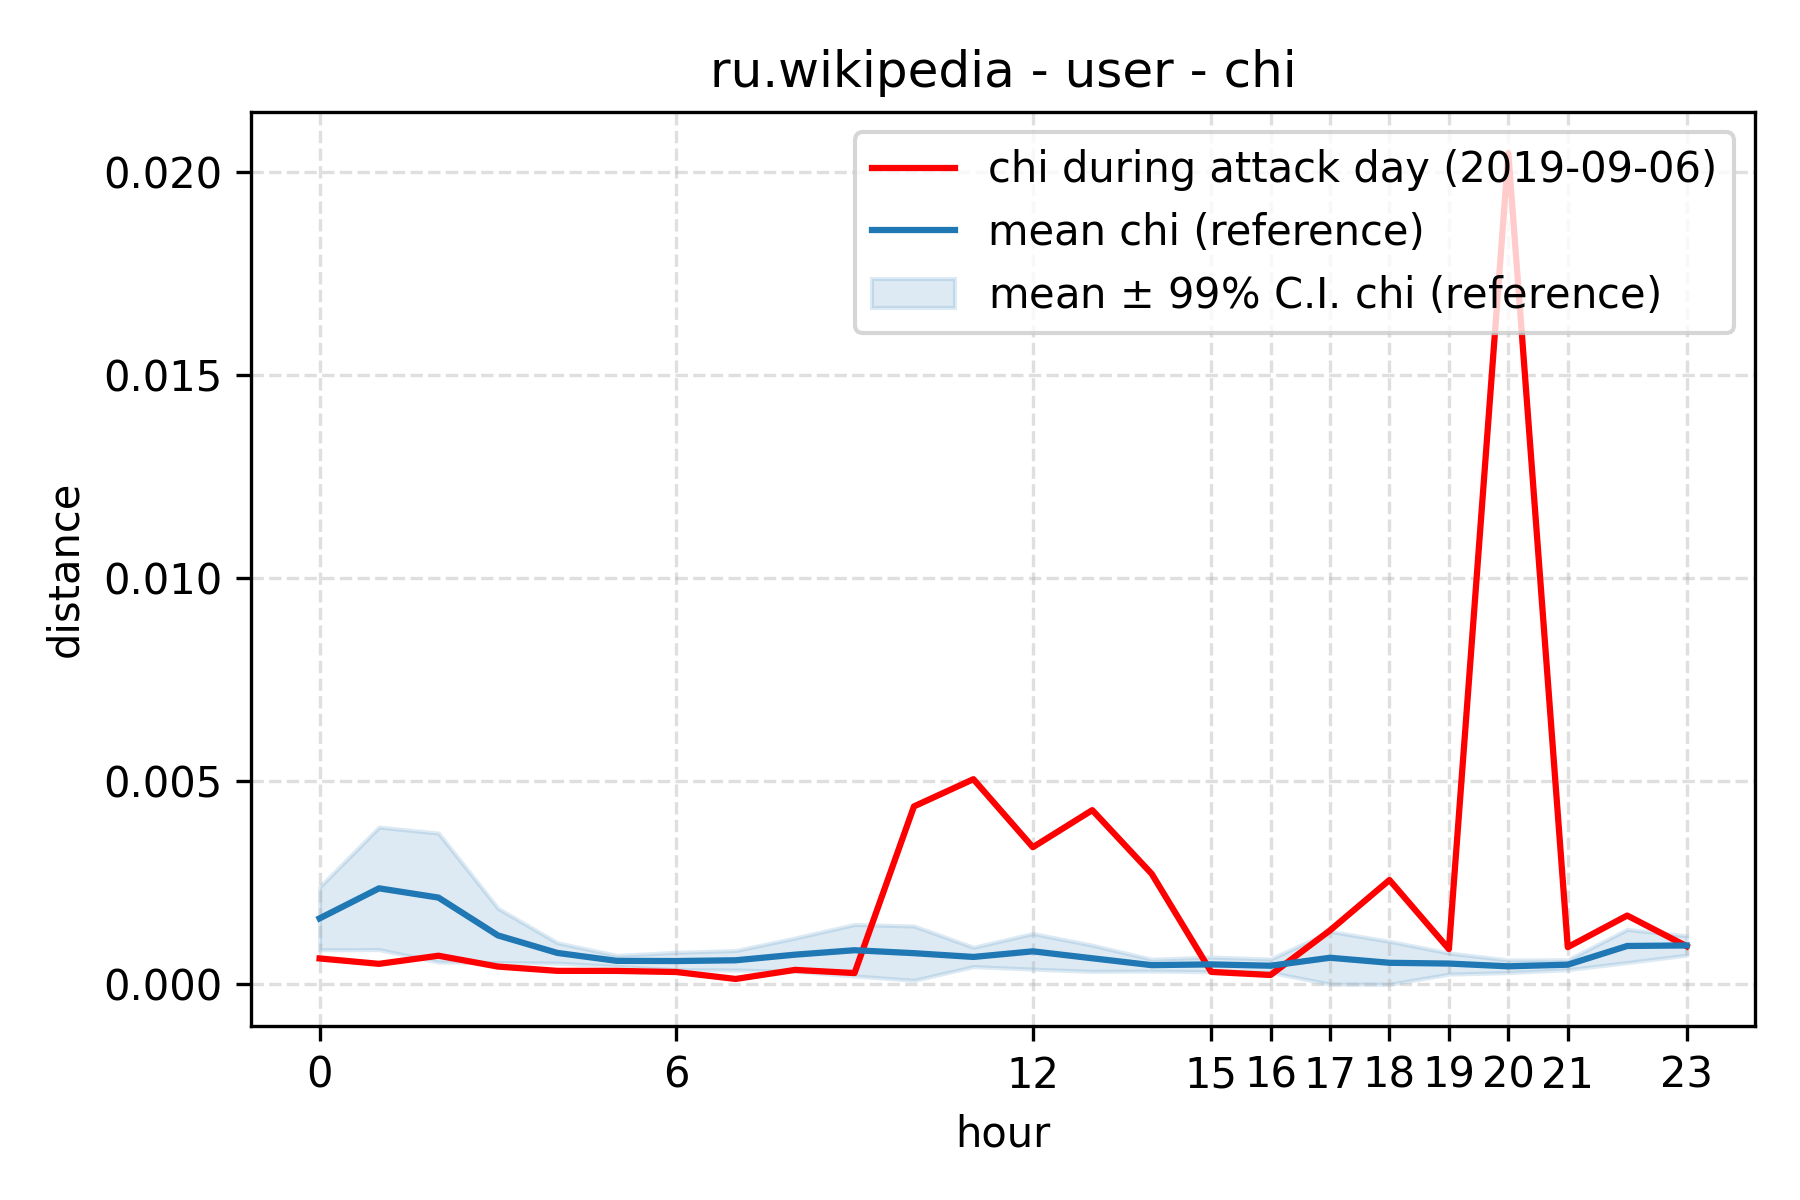 ru.wikipedia - user - chi
chi during attack day (2019-09-06)
mean chi (reference)
mean ± 99% C.I. chi (reference)
0.020
0.015
0.010
0.005
0.000
distance
0 6 12 15 16 17 18 19 20 21 23
hour